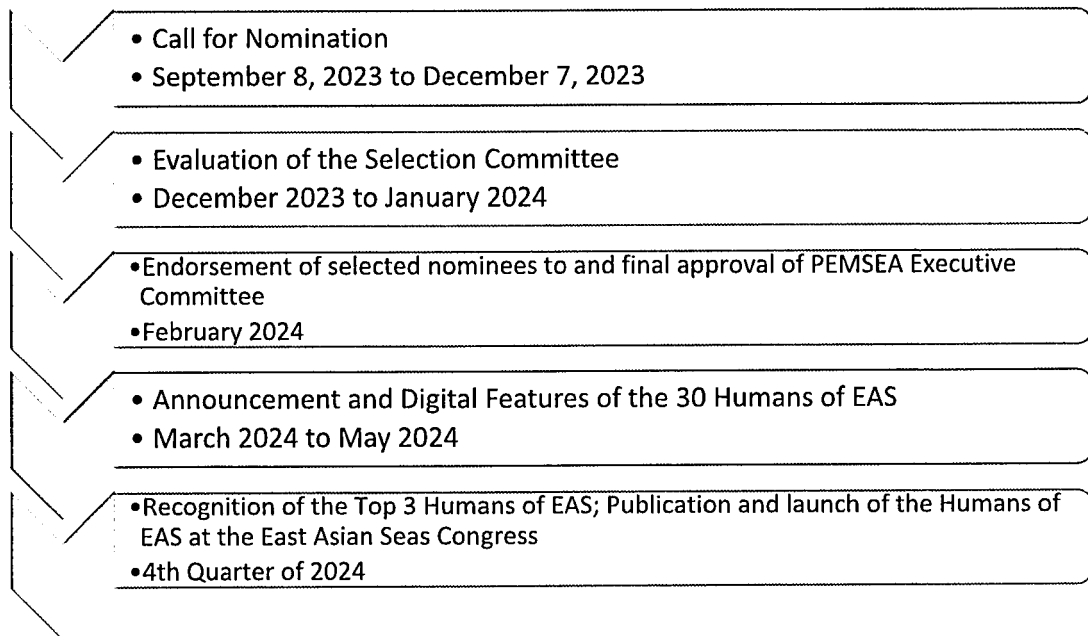 • Call for Nomination
• September 8, 2023 to December 7, 2023
• Evaluation of the Selection Committee
• December 2023 to January 2024
•Endorsement of selected nominees to and final approval of PEMSEA Executive
Committee
•February 2024
• Announcement and Digital Features of the 30 Humans of EAS
• March 2024 to May 2024
•Recognition of the Top 3 Humans of EAS; Publication and launch of the Humans of
EAS at the East Asian Seas Congress
•4th Quarter of 2024